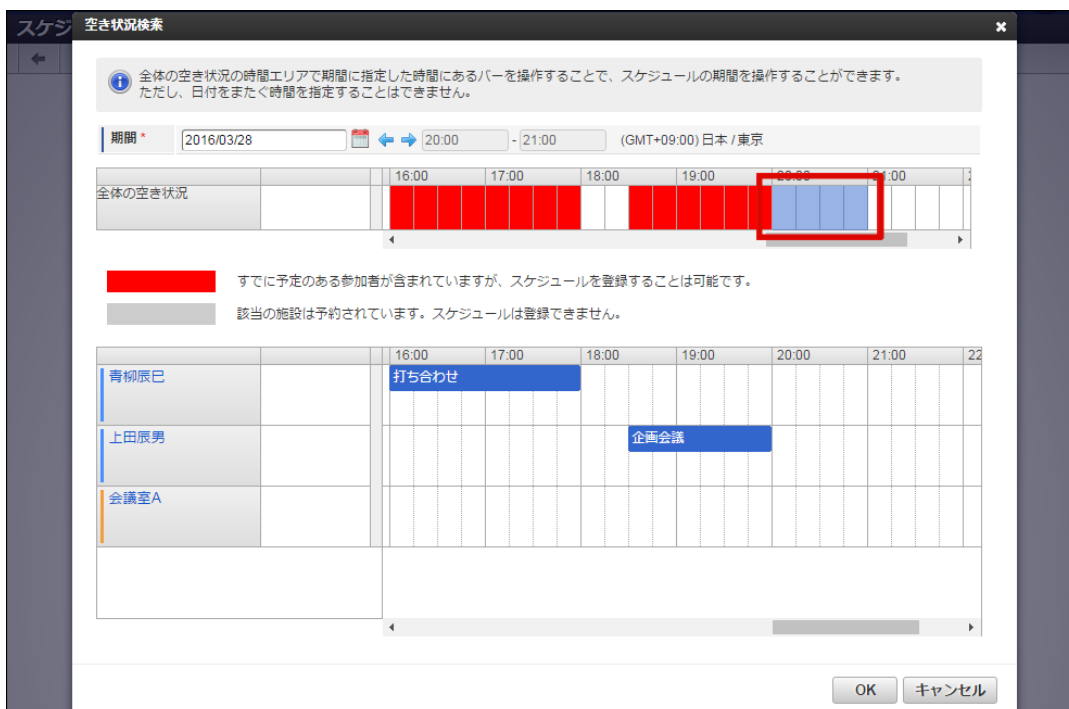 スケジ
空き状況検索
全体の空き状況の時間エリアで期間に指定した時間にあるバーを操作することで、スケジュールの期間を操作することができます。
ただし、日付をまたぐ時間を指定することはできません。
期間 * 2016/03/28 20:00 - 21:00 (GMT+09:00) 日本 / 東京
16:00 17:00 18:00 19:00 20:00 21:00
全体の空き状況
すでに予定のある参加者が含まれていますが、スケジュールを登録することは可能です。
該当の施設は予約されています。スケジュールは登録できません。
16:00 17:00 18:00 19:00 20:00 21:00 22
青柳辰巳 打ち合わせ
上田辰男 企画会議
会議室A
OK キャンセル